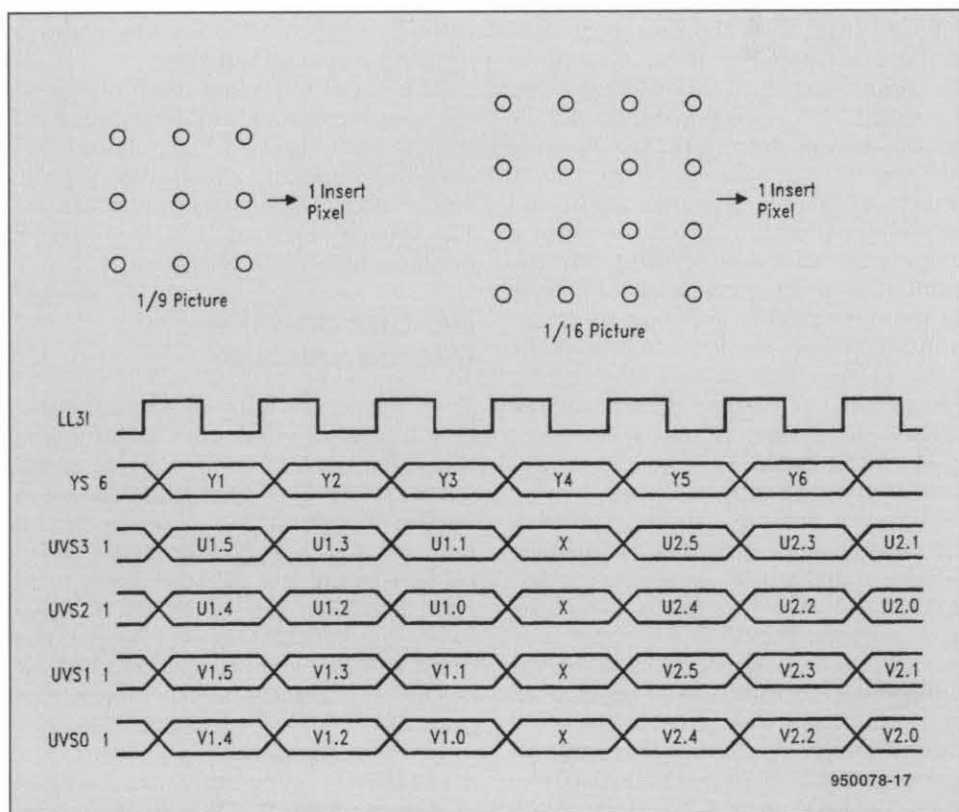 1 Insert
Pixel
1/9 Picture
1 Insert
Pixel
1/16 Picture
LL3I
YS 6 Y1 Y2 Y3 Y4 Y5 Y6
UVS3 1 U1.5 U1.3 U1.1 X U2.5 U2.3 U2.1
UVS2 1 U1.4 U1.2 U1.0 X U2.4 U2.2 U2.0
UVS1 1 V1.5 V1.3 V1.1 X V2.5 V2.3 V2.1
UVS0 1 V1.4 V1.2 V1.0 X V2.4 V2.2 V2.0
950078-17